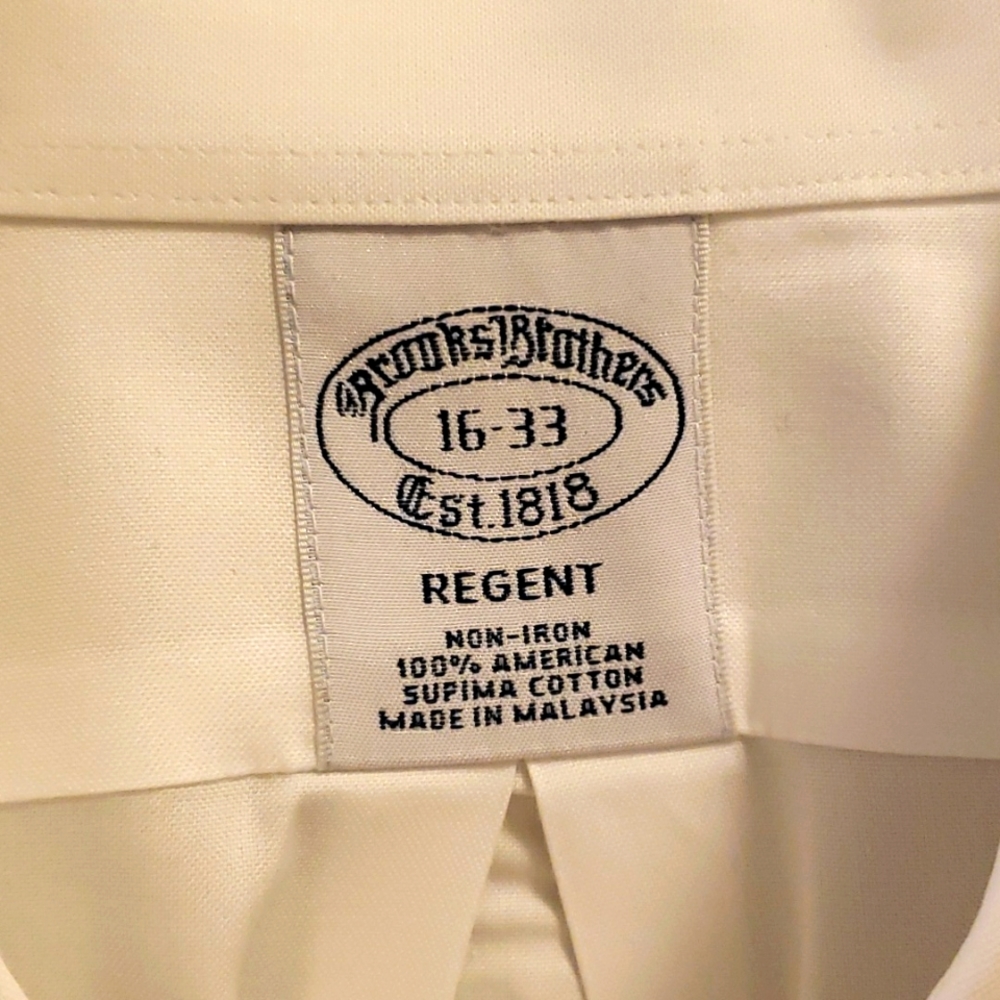 Brooks Brothers
16-33
Est.1818
REGENT
NON-IRON
100% AMERICAN
SUPIMA COTTON
MADE IN MALAYSIA